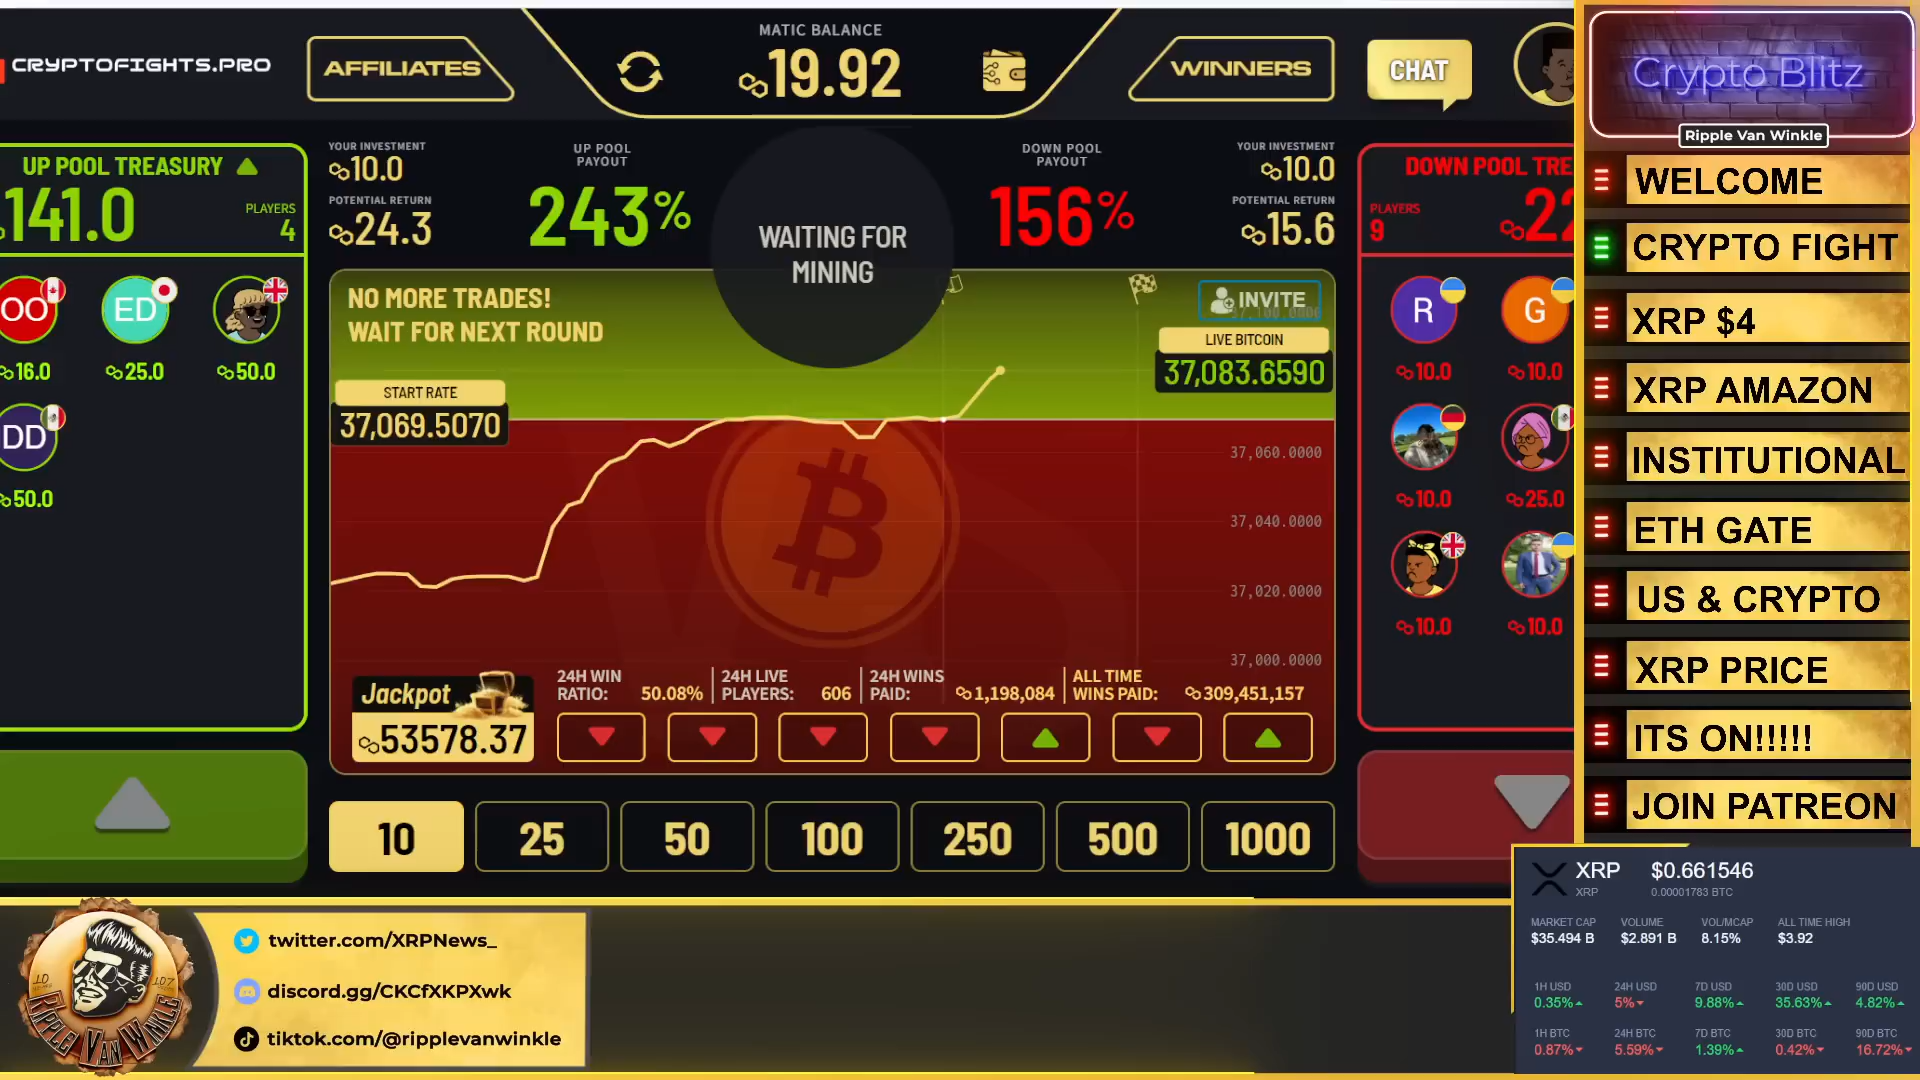 CRYPTOFIGHTS.PRO
AFFILIATES
MATIC BALANCE
19.92
WINNERS
CHAT
UP POOL TREASURY
141.0
PLAYERS
4
OO
16.0
ED
25.0
50.0
DD
50.0
YOUR INVESTMENT
10.0
POTENTIAL RETURN
24.3
UP POOL
PAYOUT
243%
WAITING FOR
MINING
DOWN POOL
PAYOUT
156%
YOUR INVESTMENT
10.0
POTENTIAL RETURN
15.6
NO MORE TRADES!
WAIT FOR NEXT ROUND
INVITE
LIVE BITCOIN
37,083.6590
START RATE
37,069.5070
37,060.0000
37,040.0000
37,020.0000
37,000.0000
Jackpot
53578.37
24H WIN
RATIO: 50.08%
24H LIVE
PLAYERS: 606
24H WINS
PAID: 1,198,084
ALL TIME
WINS PAID: 309,451,157
10 25 50 100 250 500 1000
DOWN POOL TRE
PLAYERS
9
22
R
10.0
G
10.0
10.0
25.0
10.0
10.0
Crypto Blitz
Ripple Van Winkle
WELCOME
CRYPTO FIGHT
XRP $4
XRP AMAZON
INSTITUTIONAL
ETH GATE
US & CRYPTO
XRP PRICE
ITS ON!!!!!
JOIN PATREON
10 107
RIPPLE VAN WINKLE
twitter.com/XRPNews_
discord.gg/CKCfXKPXwk
tiktok.com/@ripplevanwinkle
XRP $0.661546
XRP 0.00001783 BTC
MARKET CAP VOLUME VOL/MCAP ALL TIME HIGH
$35.494 B $2.891 B 8.15% $3.92
1H USD 24H USD 7D USD 30D USD 90D USD
0.35% 5% 9.88% 35.63% 4.82%
1H BTC 24H BTC 7D BTC 30D BTC 90D BTC
0.87% 5.59% 1.39% 0.42% 16.72%